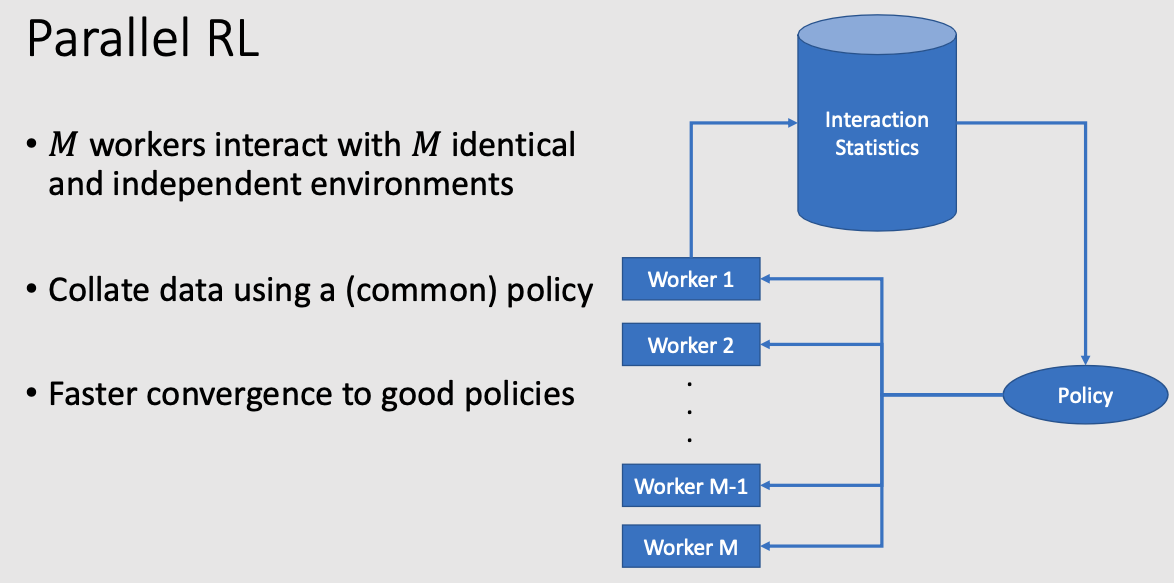 Parallel RL
• M workers interact with M identical
and independent environments
• Collate data using a (common) policy
• Faster convergence to good policies
Interaction
Statistics
Worker 1
Worker 2
.
.
.
Worker M-1
Worker M
Policy